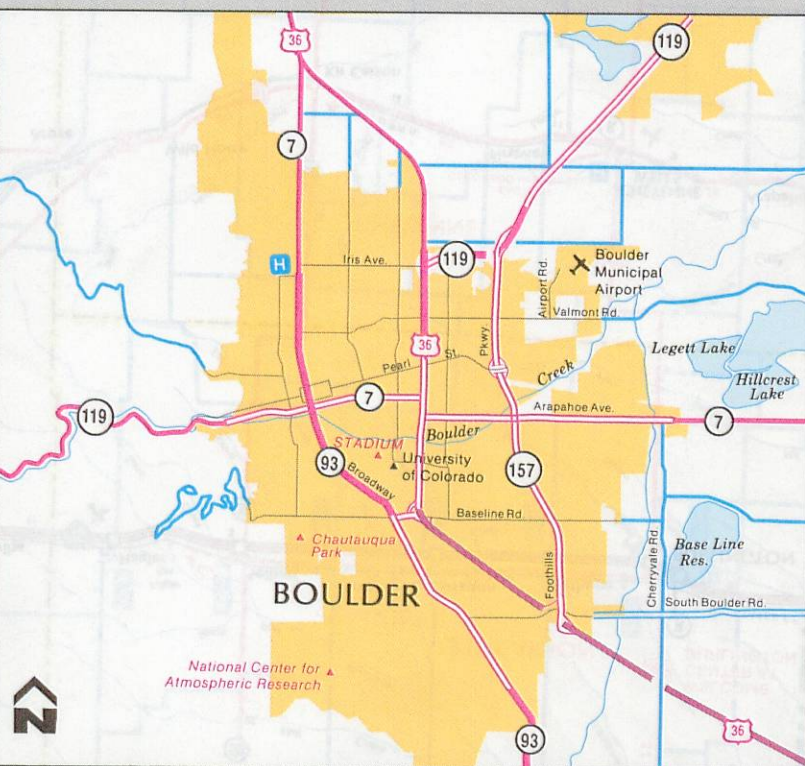 36
119
7
H
Iris Ave.
119
Airport Rd.
Boulder
Municipal
Airport
Valmont Rd.
36
Pkwy.
Pearl St.
Creek
Legett Lake
Hillcrest
Lake
119
7
Arapahoe Ave.
7
STADIUM
Boulder
93
Broadway
University
of Colorado
157
Baseline Rd.
Chautauqua
Park
Foothills
Cherryvale Rd.
Base Line
Res.
BOULDER
South Boulder Rd.
National Center for
Atmospheric Research
N
93
36